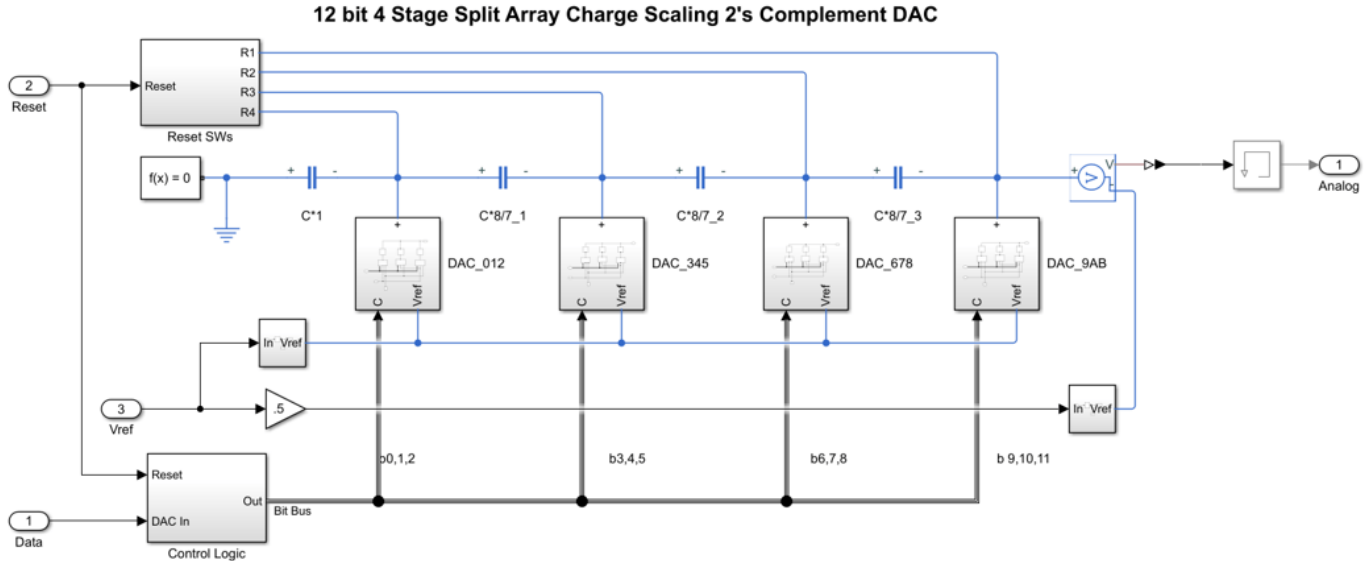 12 bit 4 Stage Split Array Charge Scaling 2's Complement DAC
R1
R2
2
Reset
R3
Reset
R4
Reset SWs
f(x) = 0
+
-
+
-
+
-
+
-
+
V
V
1
Analog
C*1
C*8/7_1
C*8/7_2
C*8/7_3
+
+
+
+
DAC_012
DAC_345
DAC_678
DAC_9AB
C
Vref
C
Vref
C
Vref
C
Vref
In Vref
3
Vref
.5
In Vref
b0,1,2
b3,4,5
b6,7,8
b 9,10,11
Reset
Out
Bit Bus
1
Data
DAC In
Control Logic